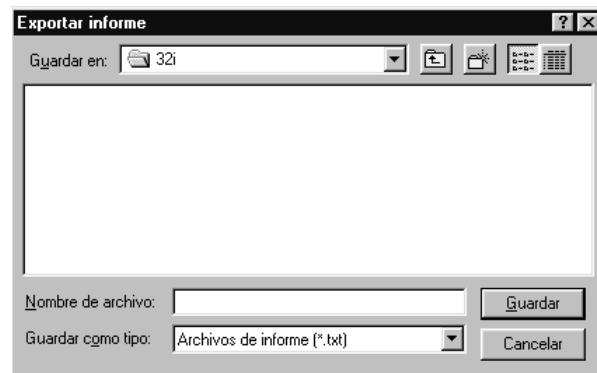 Exportar informe
Guardar en: 32i
Nombre de archivo: Guardar
Guardar como tipo: Archivos de informe (*.txt) Cancelar